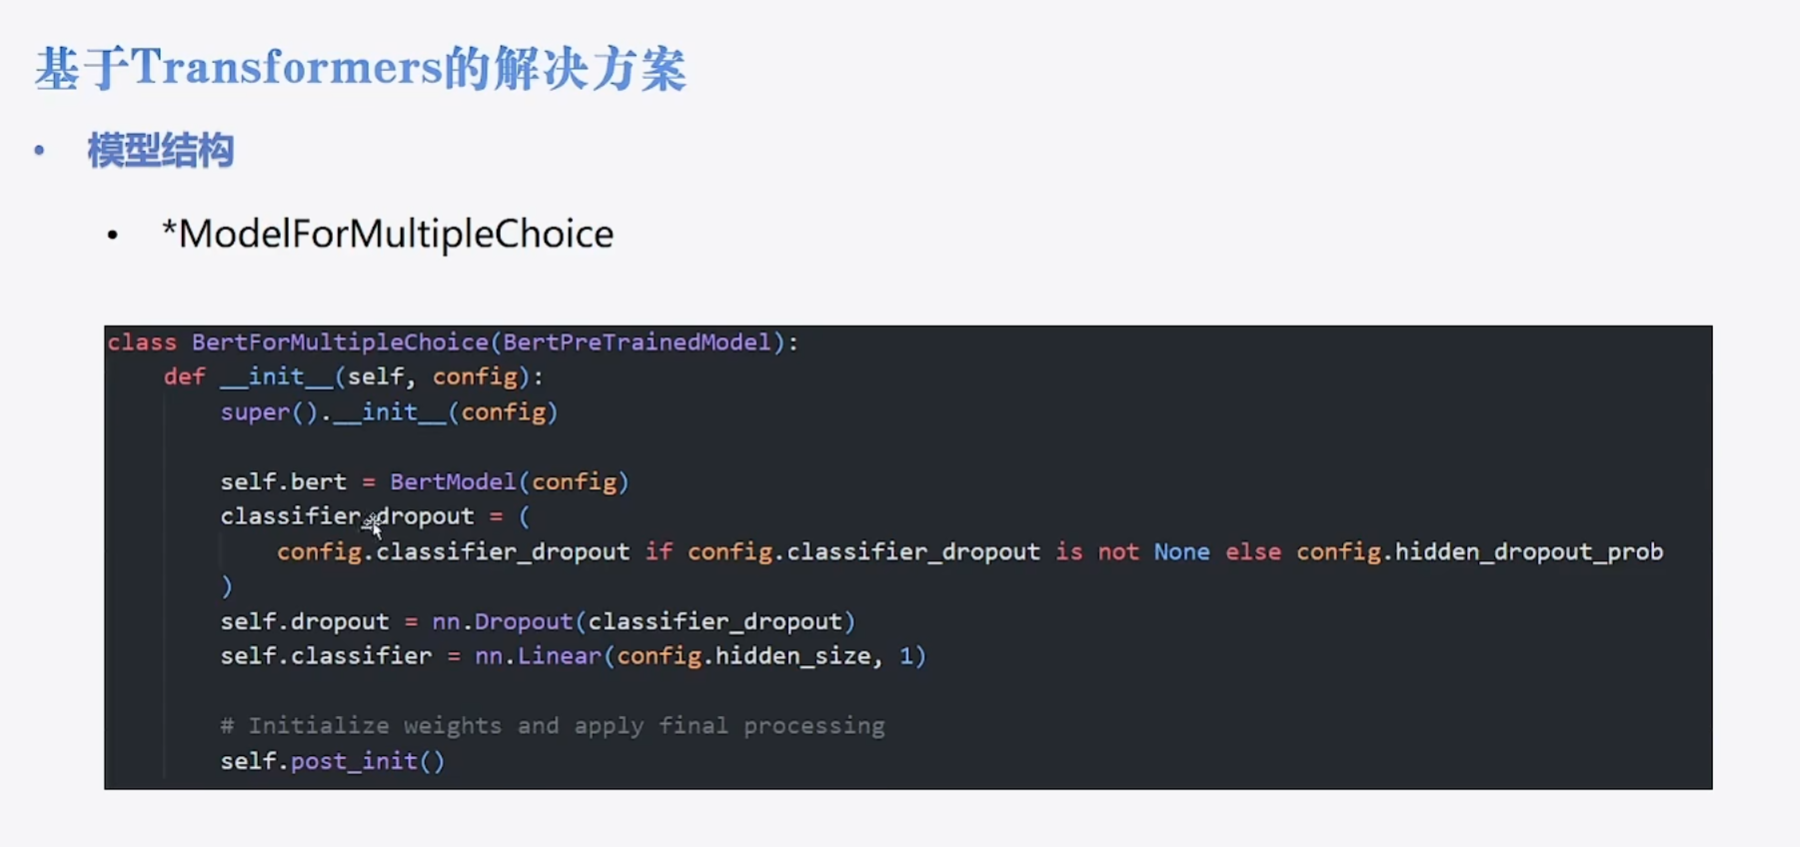 基于Transformers的解决方案
• 模型结构
• *ModelForMultipleChoice
class BertForMultipleChoice(BertPreTrainedModel):
    def __init__(self, config):
        super().__init__(config)
        self.bert = BertModel(config)
        classifier_dropout = (
            config.classifier_dropout if config.classifier_dropout is not None else config.hidden_dropout_prob
        )
        self.dropout = nn.Dropout(classifier_dropout)
        self.classifier = nn.Linear(config.hidden_size, 1)
        # Initialize weights and apply final processing
        self.post_init()